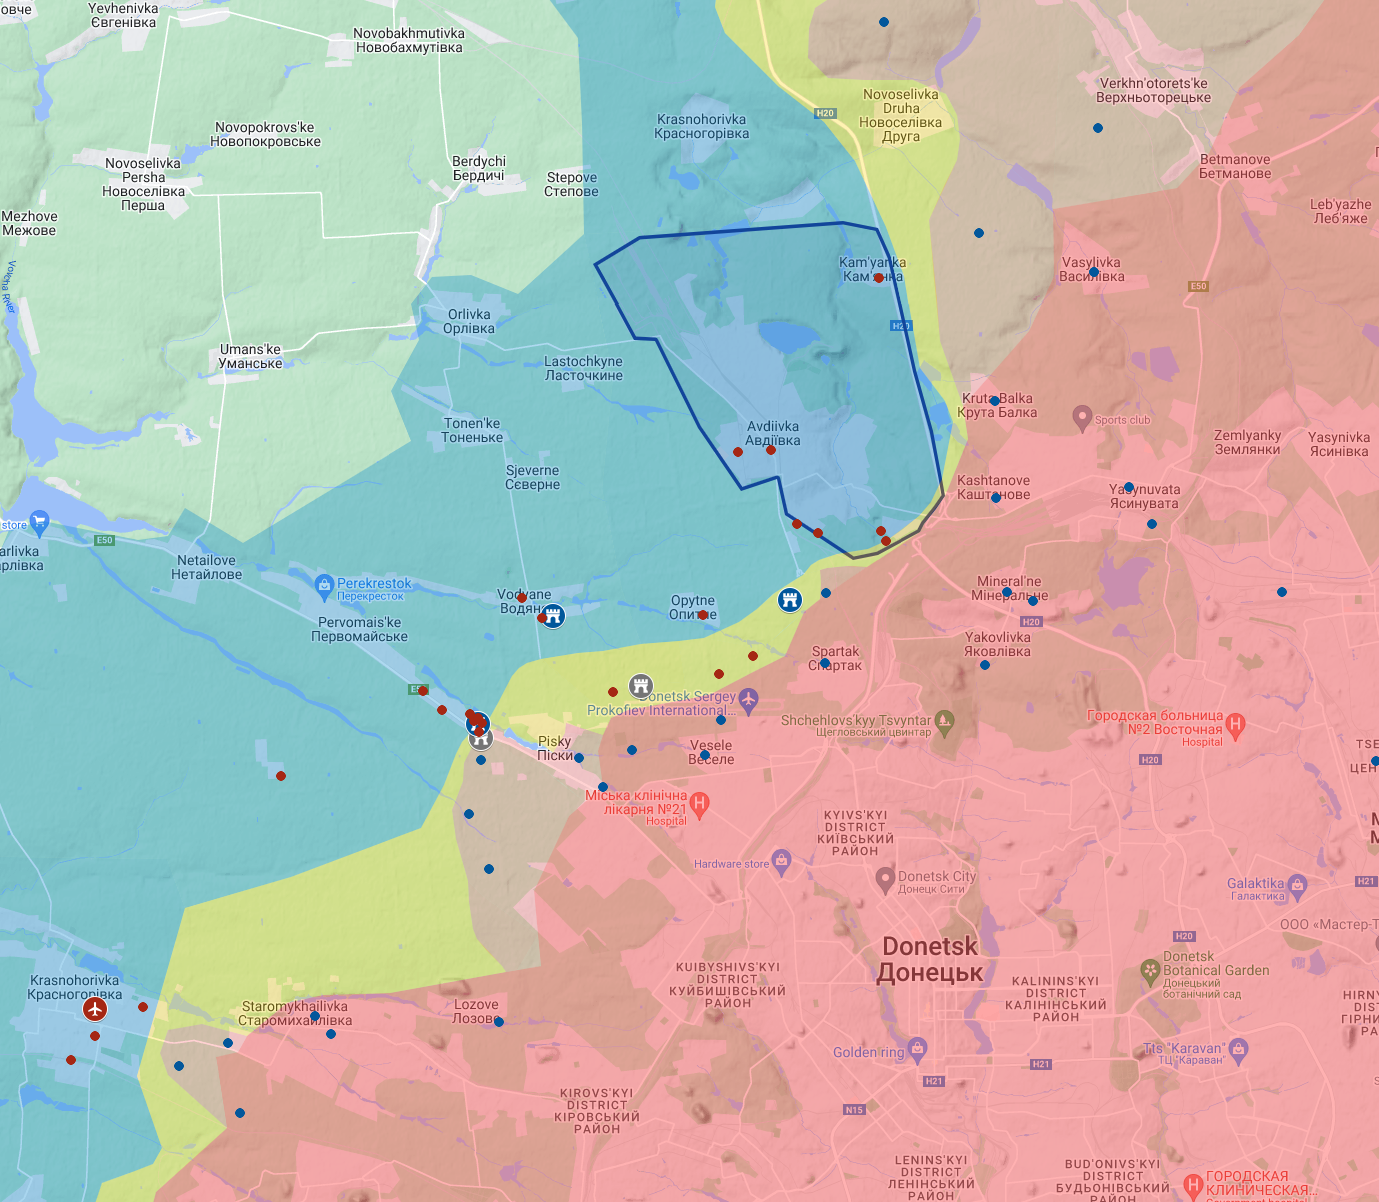 овче
Yevhenivka
Євгенівка
Novobakhmutivka
Новобахмутівка
Krasnohorivka
Красногорівка
H20
Novoselivka
Druha
Новоселівка
Друга
Verkhn'otorets'ke
Верхньоторецьке
Novopokrovs'ke
Новопокровське
Novoselivka
Persha
Новоселівка
Перша
Berdychi
Бердичі
Stepove
Степове
Betmanove
Бетманове
Leb'yazhe
Леб'яже
Mezhove
Межове
Vovcha River
Kam'yanka
Кам'янка
Vasylivka
Василівка
E50
Orlivka
Орлівка
H20
Umans'ke
Уманське
Lastochkyne
Ласточкине
Kruta Balka
Крута Балка
Sports club
Tonen'ke
Тоненьке
Avdiivka
Авдіївка
Zemlyanky
Землянки
Yasynivka
Ясинівка
Sjeverne
Сєверне
Kashtanove
Каштанове
Yasynuvata
Ясинувата
store
E50
arlivka
арлівка
Netailove
Нетайлове
Perekrestok
Перекресток
Vodyane
Водяне
Opytne
Опитне
Mineral'ne
Мінеральне
H20
Pervomais'ke
Первомайське
Spartak
Спартак
Yakovlivka
Яковлівка
E50
Donetsk Sergey
Prokofiev International...
Shchehlovs'kyy Tsvyntar
Щегловський цвинтар
Городская больница
№2 Восточная
Hospital
Pisky
Піски
Vesele
Веселе
H20
TSE
ЦЕН
Міська клінічна
лікарня №21
Hospital
KYIVS'KYI
DISTRICT
КИЇВСЬКИЙ
РАЙОН
M
М
Hardware store
Donetsk City
Донецк Сити
Galaktika
Галактика
H21
ООО «Мастер-Т
H20
Donetsk
Донецьк
Donetsk
Botanical Garden
Донецький
ботанічний сад
Krasnohorivka
Красногорівка
KUIBYSHIVS'KYI
DISTRICT
КУЙБИШІВСЬКИЙ
РАЙОН
KALININS'KYI
DISTRICT
КАЛІНІНСЬКИЙ
РАЙОН
HIRNY
DIST
ГІРНИ
РА
Staromykhailivka
Старомихайлівка
Lozove
Лозове
Golden ring
H21
Tts "Karavan"
ТЦ "Караван"
H21
KIROVS'KYI
DISTRICT
КІРОВСЬКИЙ
РАЙОН
N15
LENINS'KYI
DISTRICT
ЛЕНІНСЬКИЙ
РАЙОН
BUD'ONIVS'KYI
DISTRICT
БУДЬОНІВСЬКИЙ
РАЙОН
ГОРОДСКАЯ
КЛИНИЧЕСКАЯ...